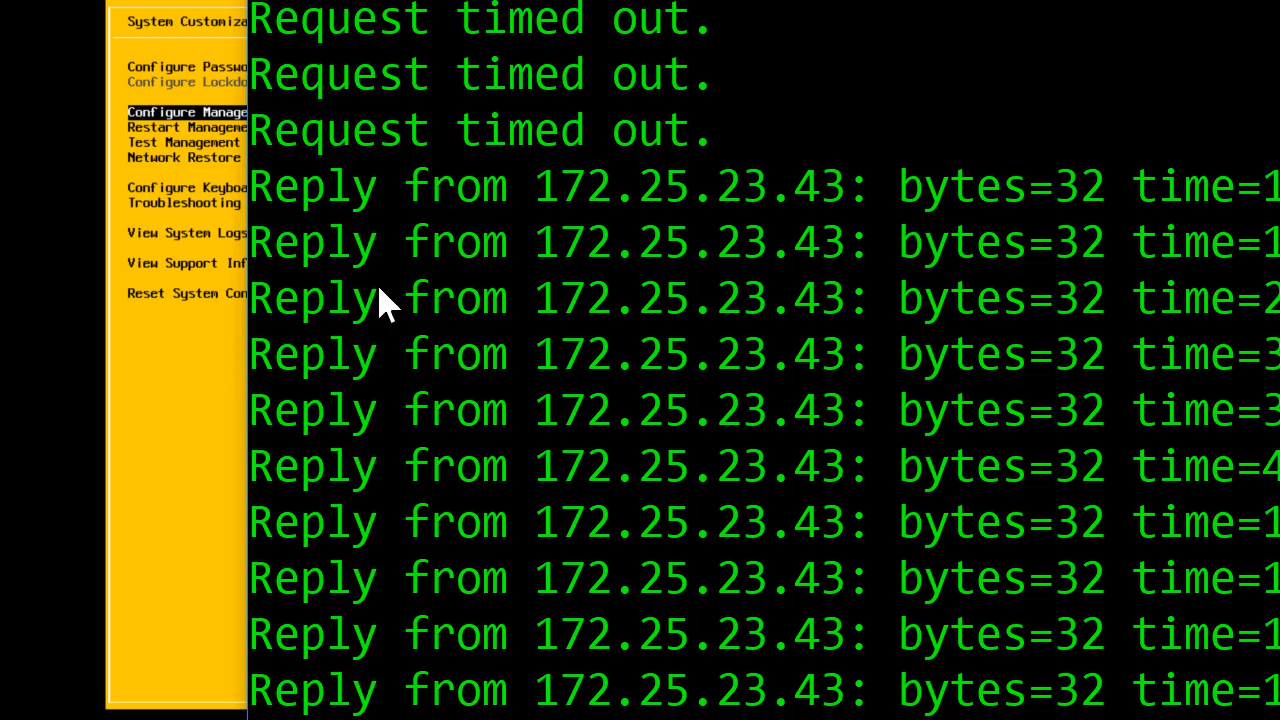 System Customiza
Configure Passwo
Configure Lockdo
Configure Manage
Restart Manageme
Test Management
Network Restore
Configure Keyboa
Troubleshooting
View System Logs
View Support Inf
Reset System Con
Request timed out.
Request timed out.
Request timed out.
Reply from 172.25.23.43: bytes=32 time=1
Reply from 172.25.23.43: bytes=32 time=1
Reply from 172.25.23.43: bytes=32 time=2
Reply from 172.25.23.43: bytes=32 time=3
Reply from 172.25.23.43: bytes=32 time=3
Reply from 172.25.23.43: bytes=32 time=4
Reply from 172.25.23.43: bytes=32 time=1
Reply from 172.25.23.43: bytes=32 time=1
Reply from 172.25.23.43: bytes=32 time=1
Reply from 172.25.23.43: bytes=32 time=1